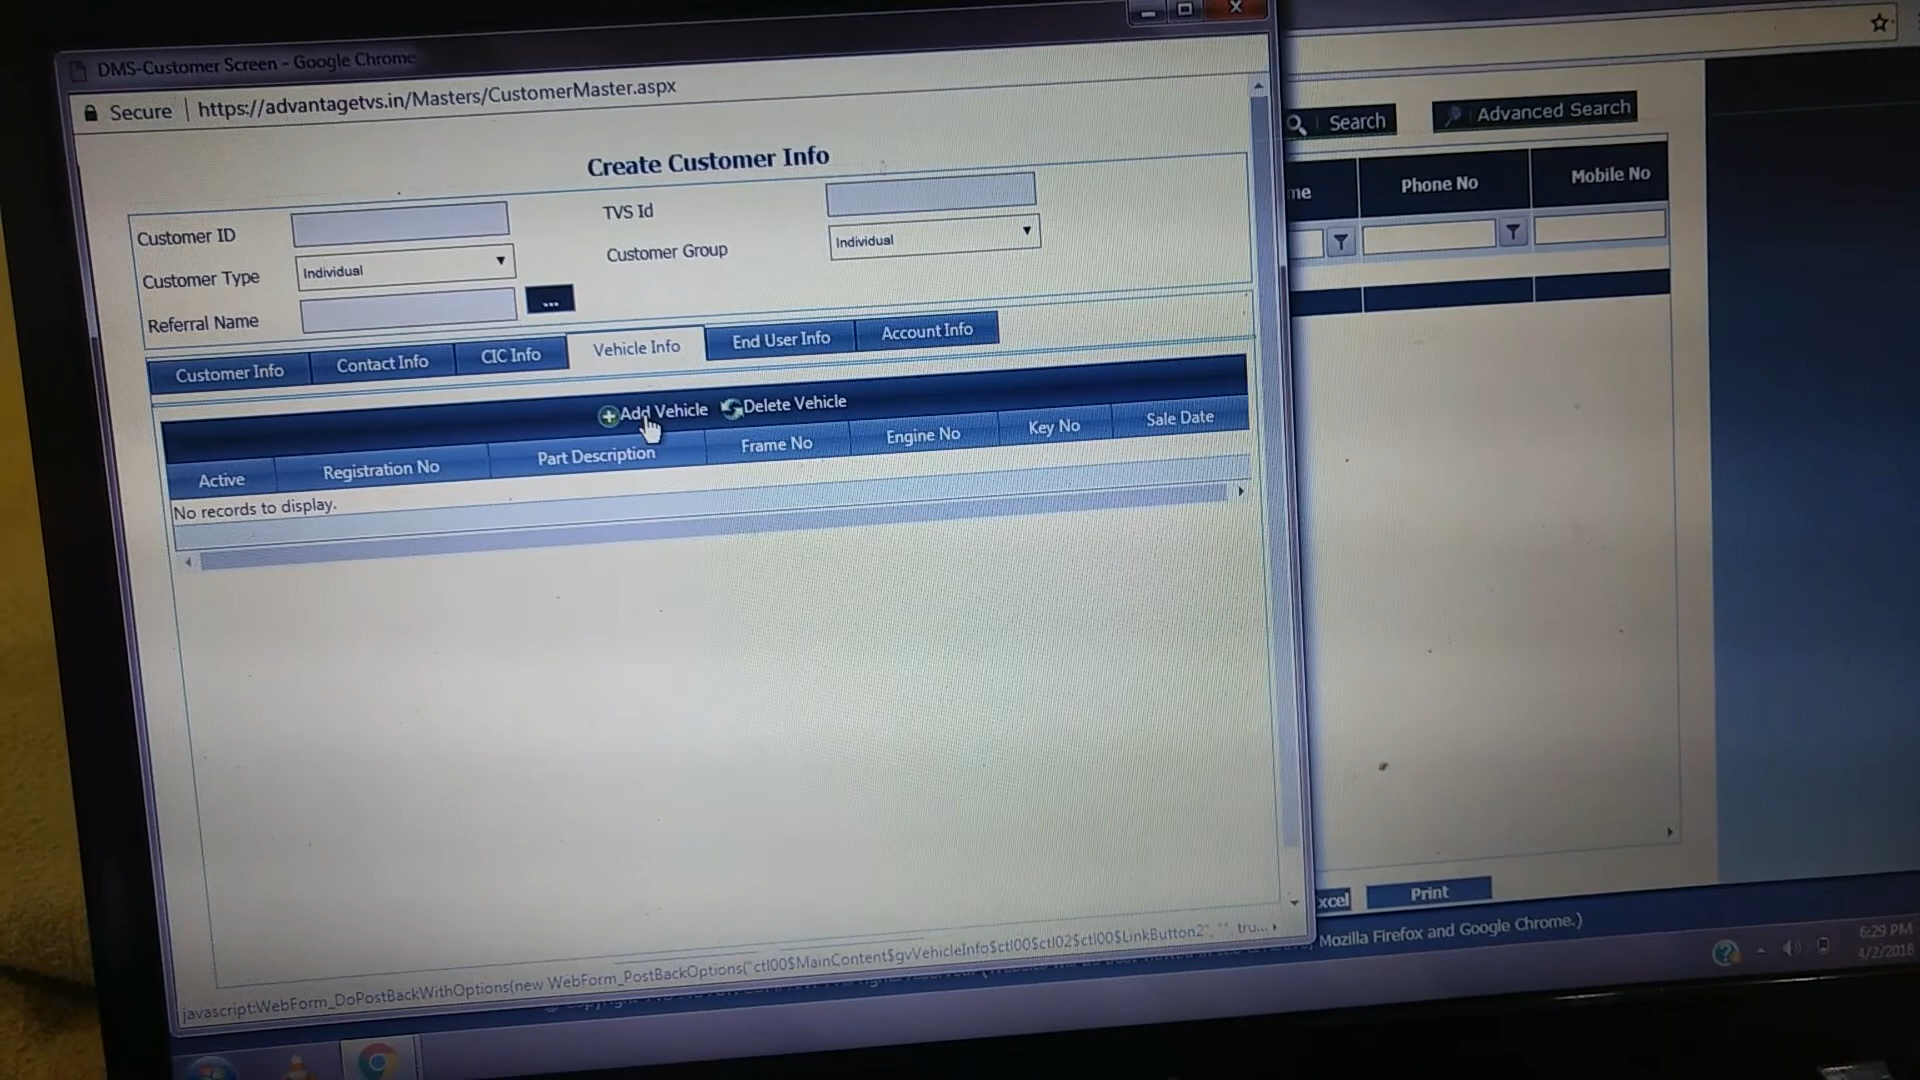 DMS-Customer Screen - Google Chrome
Secure | https://advantagetvs.in/Masters/CustomerMaster.aspx
Create Customer Info
Customer ID
TVS Id
Customer Type Individual
Customer Group Individual
Referral Name ...
Customer Info Contact Info CIC Info Vehicle Info End User Info Account Info
Add Vehicle Delete Vehicle
Active Registration No Part Description Frame No Engine No Key No Sale Date
No records to display.
javascript:WebForm_DoPostBackWithOptions(new WebForm_PostBackOptions("ctl00$MainContent$gvVehicleInfo$ctl00$ctl02$ctl00$LinkButton2", "", tru...
Search Advanced Search
me Phone No Mobile No
xcel Print
Mozilla Firefox and Google Chrome.)
6:29 PM
4/2/2018